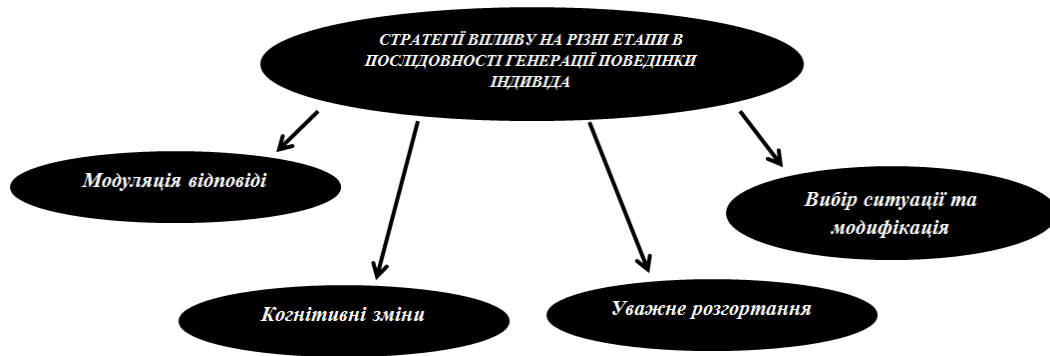 СТРАТЕГІЇ ВПЛИВУ НА РІЗНІ ЕТАПИ В
ПОСЛІДОВНОСТІ ГЕНЕРАЦІЇ ПОВЕДІНКИ
ІНДИВІДА
Модуляція відповіді
Вибір ситуації та
модифікація
Когнітивні зміни
Уважне розгортання